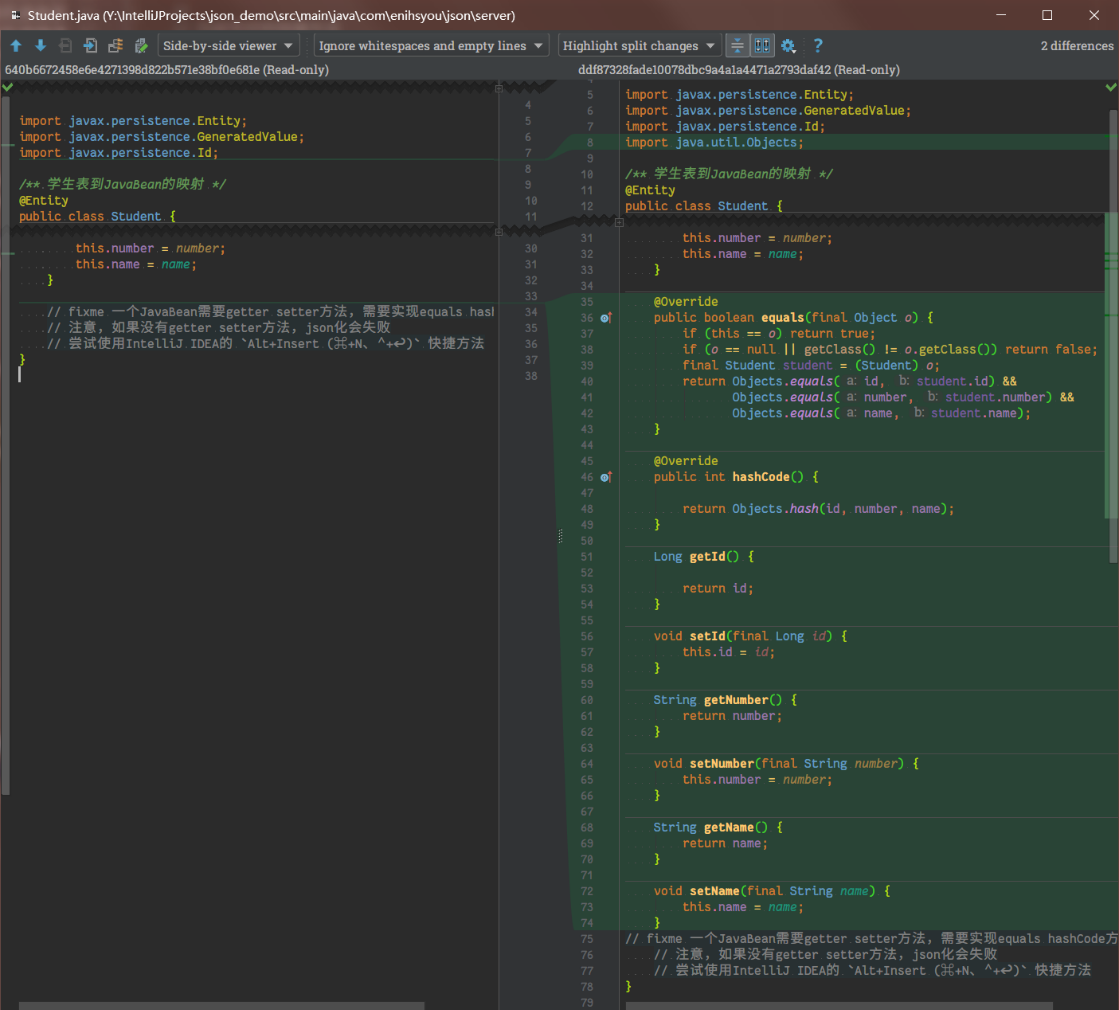 Student.java (Y:\IntelliJProjects\json_demo\src\main\java\com\enihsyou\json\server)
Side-by-side viewer Ignore whitespaces and empty lines Highlight split changes ? 2 differences
640b6672458e6e4271398d822b571e38bf0e681e (Read-only)
4
import javax.persistence.Entity; 5
import javax.persistence.GeneratedValue; 6
import javax.persistence.Id; 7
8
/** 学生表到JavaBean的映射 */ 9
@Entity 10
public class Student { 11
this.number = number; 30
this.name = name; 31
} 32
33
// fixme 一个JavaBean需要getter setter方法，需要实现equals hash 34
// 注意，如果没有getter setter方法，json化会失败 35
// 尝试使用IntelliJ IDEA的 `Alt+Insert (⌘+N、^+↩)` 快捷方法 36
} 37
38
ddf87328fade10078dbc9a4a1a4471a2793daf42 (Read-only)
5 import javax.persistence.Entity;
6 import javax.persistence.GeneratedValue;
7 import javax.persistence.Id;
8 import java.util.Objects;
9
10 /** 学生表到JavaBean的映射 */
11 @Entity
12 public class Student {
31 this.number = number;
32 this.name = name;
33 }
34
35 @Override
36 public boolean equals(final Object o) {
37 if (this == o) return true;
38 if (o == null || getClass() != o.getClass()) return false;
39 final Student student = (Student) o;
40 return Objects.equals( a: id, b: student.id) &&
41 Objects.equals( a: number, b: student.number) &&
42 Objects.equals( a: name, b: student.name);
43 }
44
45 @Override
46 public int hashCode() {
47
48 return Objects.hash(id, number, name);
49 }
50
51 Long getId() {
52
53 return id;
54 }
55
56 void setId(final Long id) {
57 this.id = id;
58 }
59
60 String getNumber() {
61 return number;
62 }
63
64 void setNumber(final String number) {
65 this.number = number;
66 }
67
68 String getName() {
69 return name;
70 }
71
72 void setName(final String name) {
73 this.name = name;
74 }
75 // fixme 一个JavaBean需要getter setter方法，需要实现equals hashCode方
76 // 注意，如果没有getter setter方法，json化会失败
77 // 尝试使用IntelliJ IDEA的 `Alt+Insert (⌘+N、^+↩)` 快捷方法
78 }
79